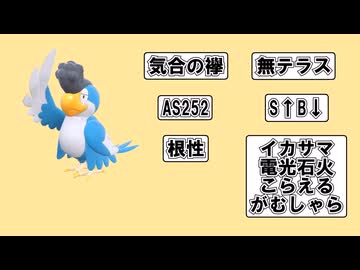 気合の襷
無テラス
AS252
S↑B↓
根性
イカサマ
電光石火
こらえる
がむしゃら